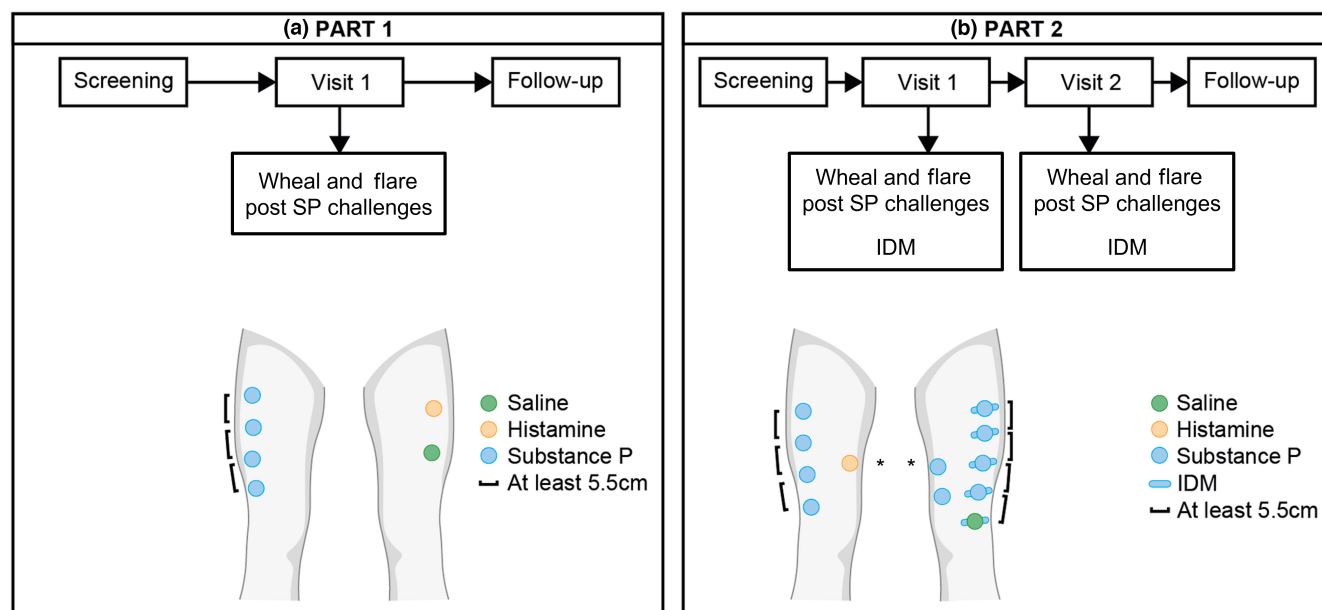 (a) PART 1
Screening
Visit 1
Follow-up
Wheal and flare
post SP challenges
Saline
Histamine
Substance P
At least 5.5cm
(b) PART 2
Screening
Visit 1
Visit 2
Follow-up
Wheal and flare
post SP challenges
IDM
Wheal and flare
post SP challenges
IDM
* *
Saline
Histamine
Substance P
IDM
At least 5.5cm